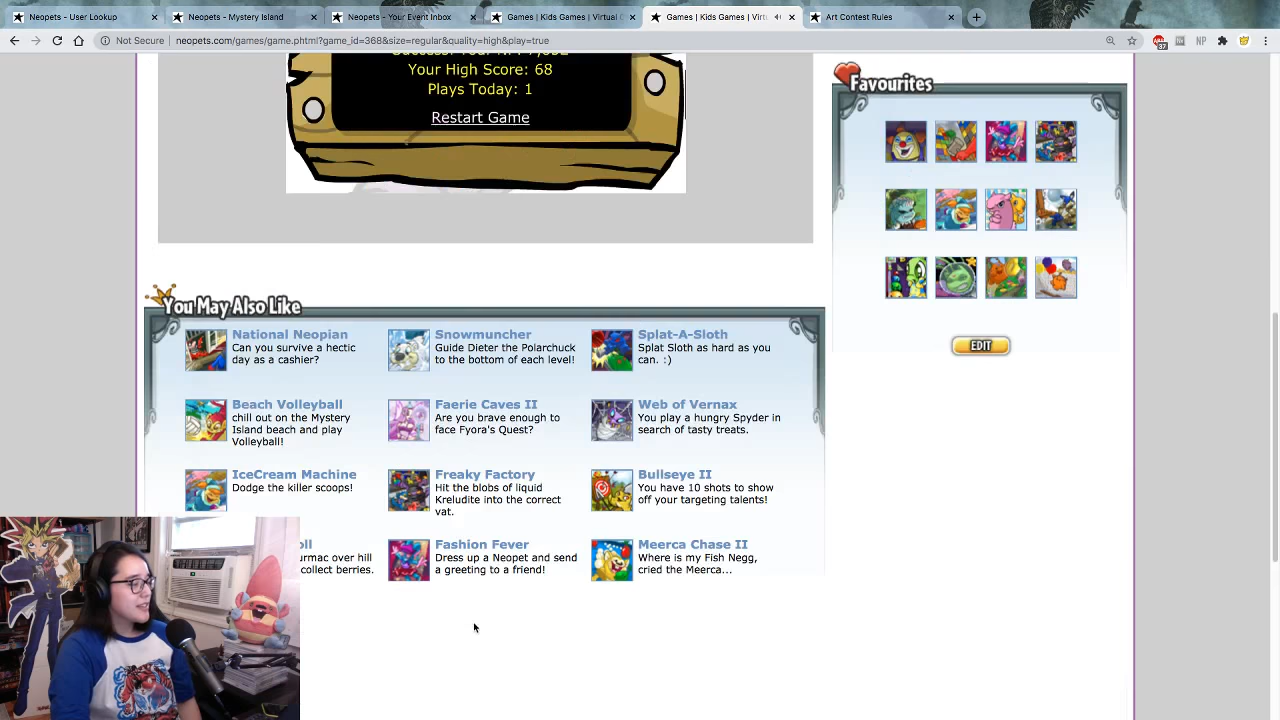 Neopets - User Lookup
Neopets - Mystery Island
Neopets - Your Event Inbox
Games | Kids Games | Virtual
Games | Kids Games | Virtu
Art Contest Rules
Not Secure | neopets.com/games/game.phtml?game_id=368&size=regular&quality=high&play=true
37
NP
Your High Score: 68
Plays Today: 1
Restart Game
Favourites
EDIT
You May Also Like
National Neopian
Can you survive a hectic
day as a cashier?
Snowmuncher
Guide Dieter the Polarchuck
to the bottom of each level!
Splat-A-Sloth
Splat Sloth as hard as you
can. :)
Beach Volleyball
chill out on the Mystery
Island beach and play
Volleyball!
Faerie Caves II
Are you brave enough to
face Fyora's Quest?
Web of Vernax
You play a hungry Spyder in
search of tasty treats.
IceCream Machine
Dodge the killer scoops!
Freaky Factory
Hit the blobs of liquid
Kreludite into the correct
vat.
Bullseye II
You have 10 shots to show
off your targeting talents!
oll
urmac over hill
collect berries.
Fashion Fever
Dress up a Neopet and send
a greeting to a friend!
Meerca Chase II
Where is my Fish Negg,
cried the Meerca...